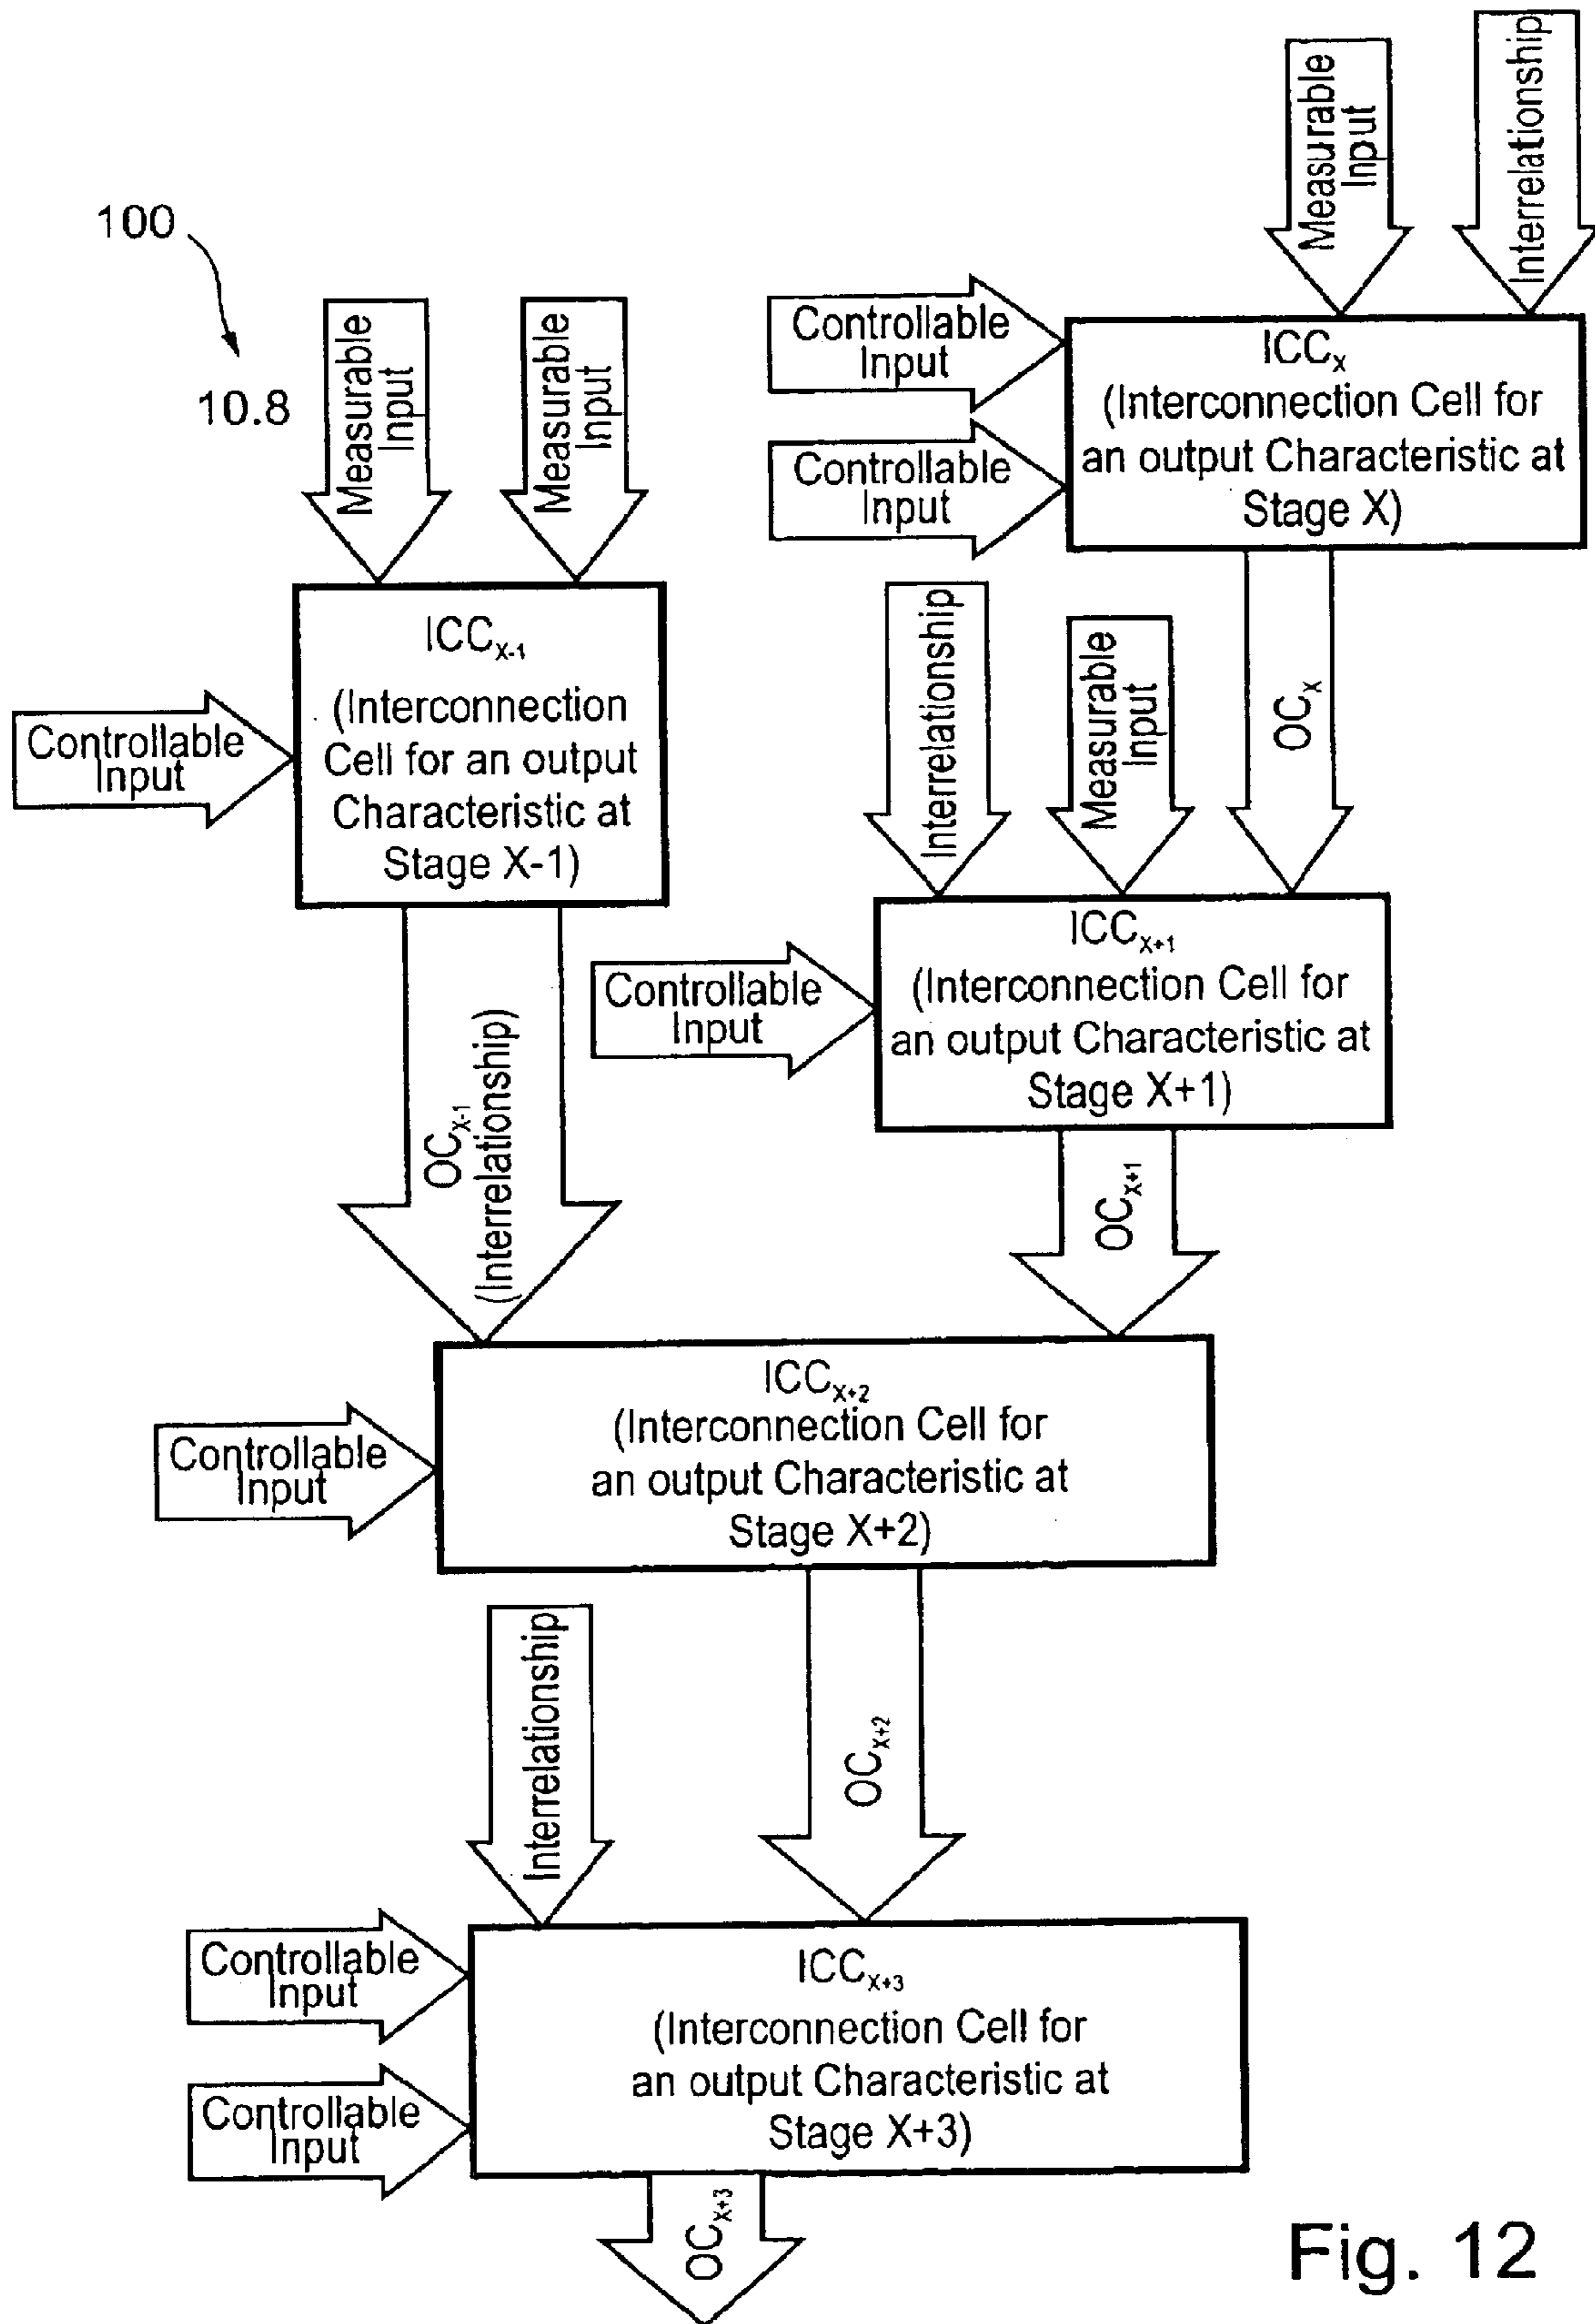 Measurable
Input
Interrelationship
100
10.8
Measurable
Input
Measurable
Input
Controllable
Input
Controllable
Input
ICCX
(Interconnection Cell for
an output Characteristic at
Stage X)
ICCX-1
(Interconnection
Cell for an output
Characteristic at
Stage X-1)
Controllable
Input
Interrelationship
Measurable
Input
OCX
Controllable
Input
ICCX+1
(Interconnection Cell for
an output Characteristic at
Stage X+1)
OCX-1
(Interrelationship)
OCX+1
Controllable
Input
ICCX+2
(Interconnection Cell for
an output Characteristic at
Stage X+2)
Interrelationship
OCX+2
Controllable
Input
Controllable
Input
ICCX+3
(Interconnection Cell for
an output Characteristic at
Stage X+3)
OCX+3
Fig. 12